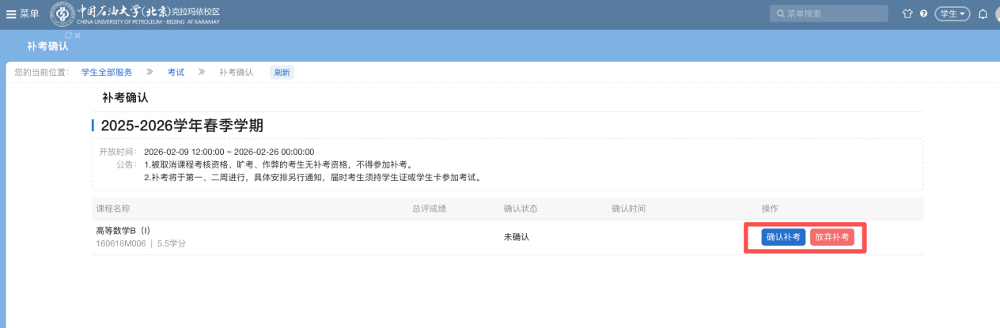 菜单
中国石油大学(北京)克拉玛依校区
CHINA UNIVERSITY OF PETROLEUM - BEIJING AT KARAMAY
菜单搜索
学生
补考确认
您的当前位置: 学生全部服务 考试 补考确认 刷新
补考确认
2025-2026学年春季学期
开放时间: 2026-02-09 12:00:00 ~ 2026-02-26 00:00:00
公告: 1.被取消课程考核资格、旷考、作弊的考生无补考资格，不得参加补考。
2.补考将于第一、二周进行，具体安排另行通知，届时考生须持学生证或学生卡参加考试。
课程名称 总评成绩 确认状态 确认时间 操作
高等数学B（I）
160616M006 | 5.5学分
未确认
确认补考 放弃补考